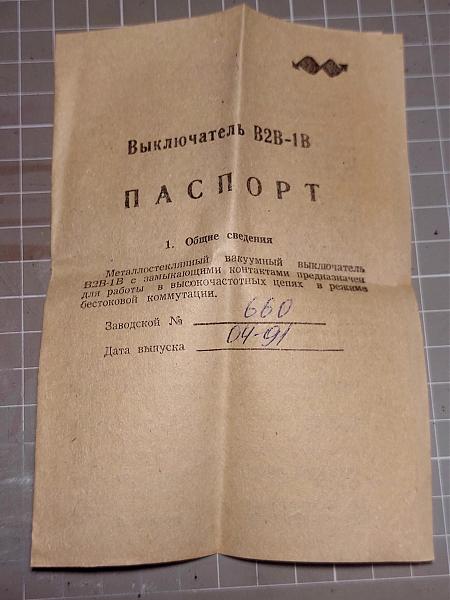 Выключатель В2В-1В
ПАСПОРТ
1. Общие сведения
Металлостеклянный вакуумный выключатель
В2В-1В с замыкающими контактами предназначен
для работы в высокочастотных цепях в режиме
бестоковой коммутации.
Заводской № 660
Дата выпуска 04-91